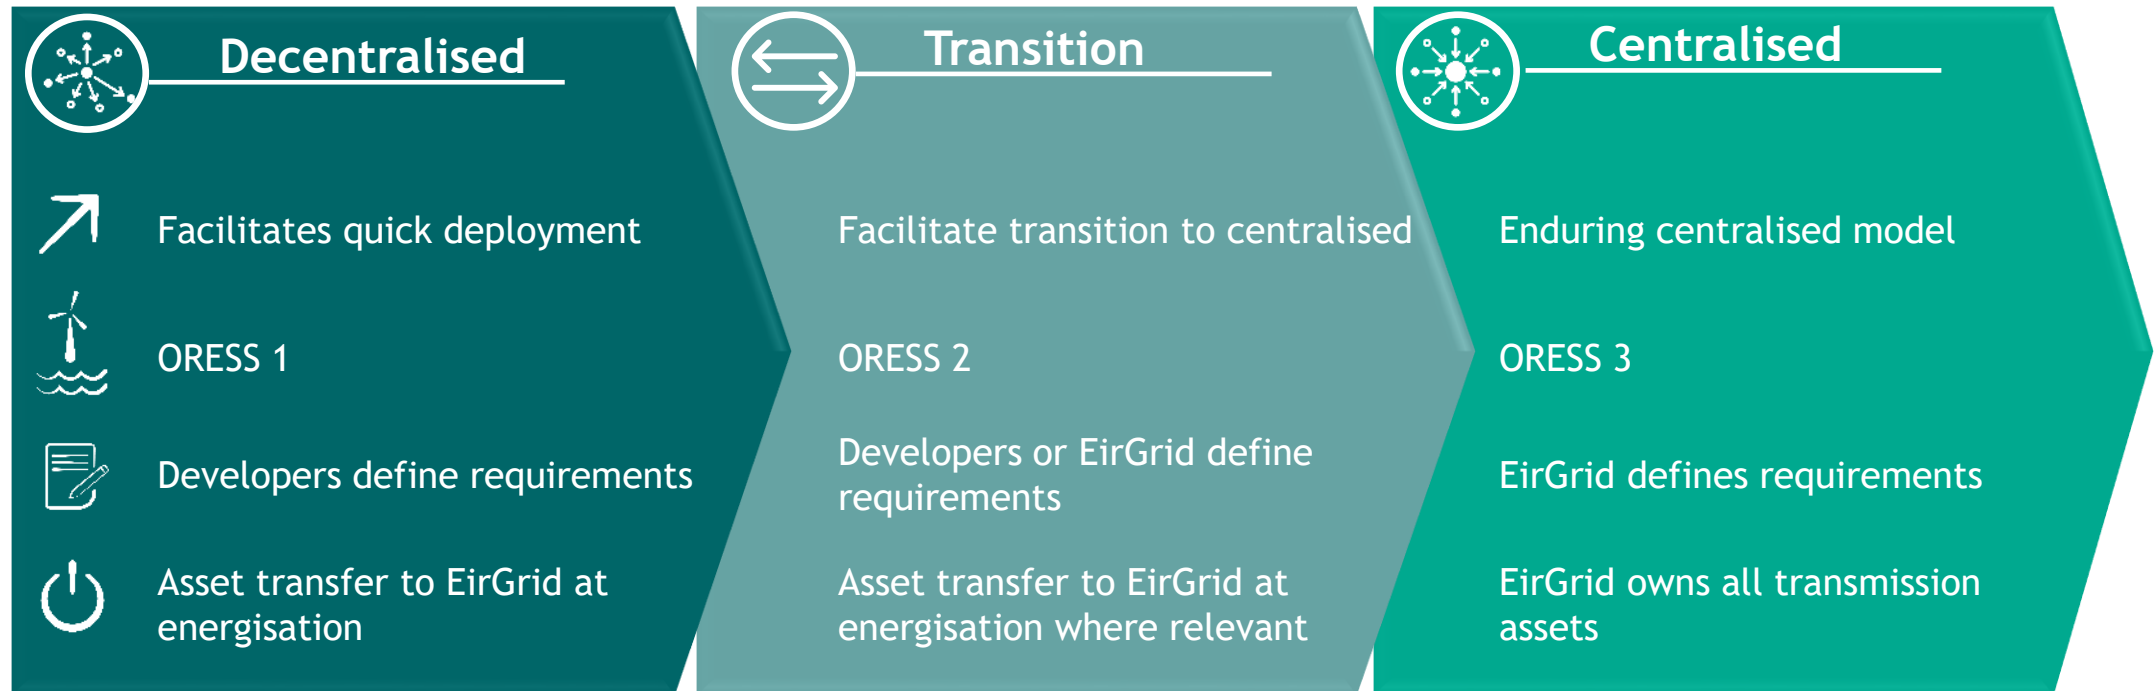 Decentralised
Facilitates quick deployment
ORESS 1
Developers define requirements
Asset transfer to EirGrid at
energisation
Transition
Facilitate transition to centralised
ORESS 2
Developers or EirGrid define
requirements
Asset transfer to EirGrid at
energisation where relevant
Centralised
Enduring centralised model
ORESS 3
EirGrid defines requirements
EirGrid owns all transmission
assets